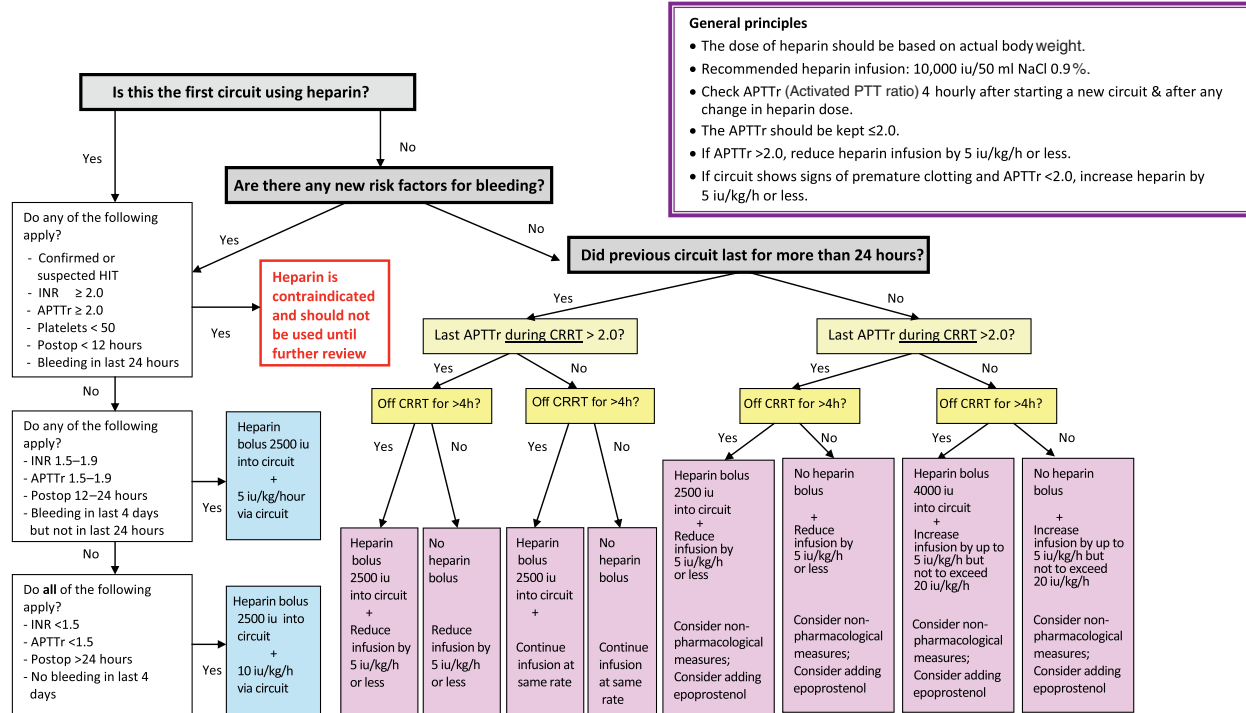 General principles
• The dose of heparin should be based on actual body weight.
• Recommended heparin infusion: 10,000 iu/50 ml NaCl 0.9%.
• Check APTTr (Activated PTT ratio) 4 hourly after starting a new circuit & after any
change in heparin dose.
• The APTTr should be kept ≤2.0.
• If APTTr >2.0, reduce heparin infusion by 5 iu/kg/h or less.
• If circuit shows signs of premature clotting and APTTr <2.0, increase heparin by
5 iu/kg/h or less.
Is this the first circuit using heparin?
Yes
No
Are there any new risk factors for bleeding?
Yes
No
Do any of the following
apply?
- Confirmed or
suspected HIT
- INR ≥ 2.0
- APTTr ≥ 2.0
- Platelets < 50
- Postop < 12 hours
- Bleeding in last 24 hours
Yes
Heparin is
contraindicated
and should not
be used until
further review
No
Do any of the following
apply?
- INR 1.5–1.9
- APTTr 1.5–1.9
- Postop 12–24 hours
- Bleeding in last 4 days
but not in last 24 hours
Yes
Heparin
bolus 2500 iu
into circuit
+
5 iu/kg/hour
via circuit
No
Do all of the following
apply?
- INR <1.5
- APTTr <1.5
- Postop >24 hours
- No bleeding in last 4
days
Yes
Heparin bolus
2500 iu into
circuit
+
10 iu/kg/h
via circuit
Did previous circuit last for more than 24 hours?
Yes
No
Last APTTr during CRRT > 2.0?
Yes
No
Off CRRT for >4h?
Yes
No
Heparin
bolus
2500 iu
into circuit
+
Reduce
infusion by
5 iu/kg/h
or less
No
heparin
bolus
Reduce
infusion by
5 iu/kg/h
or less
Off CRRT for >4h?
Yes
No
Heparin
bolus
2500 iu
into circuit
+
Continue
infusion at
same rate
No
heparin
bolus
Continue
infusion
at same
rate
Last APTTr during CRRT >2.0?
Yes
No
Off CRRT for >4h?
Yes
No
Heparin bolus
2500 iu
into circuit
+
Reduce
infusion by
5 iu/kg/h
or less
Consider non-
pharmacological
measures;
Consider adding
epoprostenol
No heparin
bolus
+
Reduce
infusion by
5 iu/kg/h
or less
Consider non-
pharmacological
measures;
Consider adding
epoprostenol
Off CRRT for >4h?
Yes
No
Heparin bolus
4000 iu
into circuit
+
Increase
infusion by up to
5 iu/kg/h but
not to exceed
20 iu/kg/h
Consider non-
pharmacological
measures;
Consider adding
epoprostenol
No heparin
bolus
+
Increase
infusion by up to
5 iu/kg/h but
not to exceed
20 iu/kg/h
Consider non-
pharmacological
measures;
Consider adding
epoprostenol